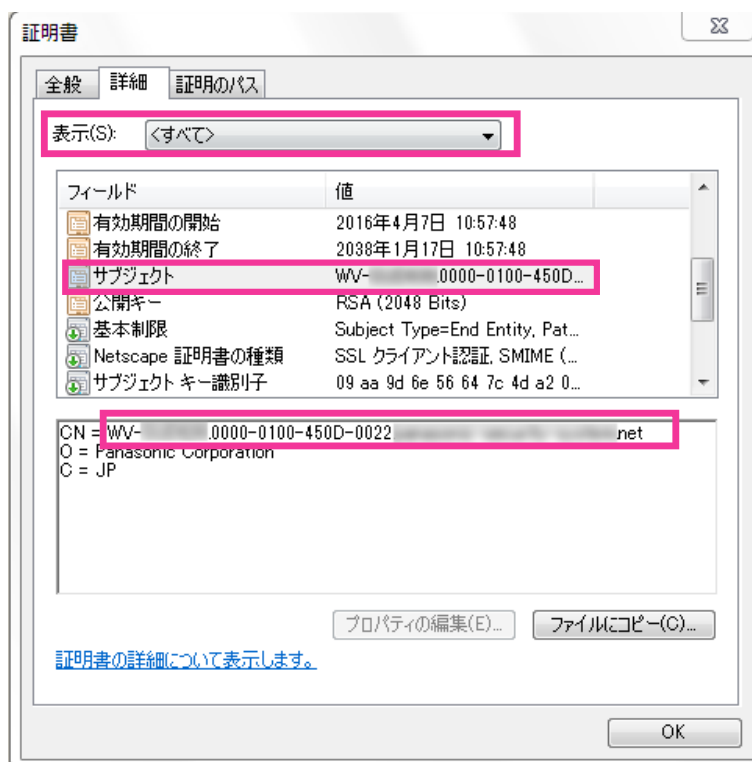 証明書
全般 詳細 証明のパス
表示(S): <すべて>
フィールド 値
有効期間の開始 2016年4月7日 10:57:48
有効期間の終了 2038年1月17日 10:57:48
サブジェクト WV- .0000-0100-450D...
公開キー RSA (2048 Bits)
基本制限 Subject Type=End Entity, Pat...
Netscape 証明書の種類 SSL クライアント認証, SMIME (...
サブジェクト キー識別子 09 aa 9d 6e 56 64 7c 4d a2 0...
CN = WV- .0000-0100-450D-0022 net
O = Panasonic Corporation
C = JP
プロパティの編集(E)... ファイルにコピー(C)...
証明書の詳細について表示します。
OK